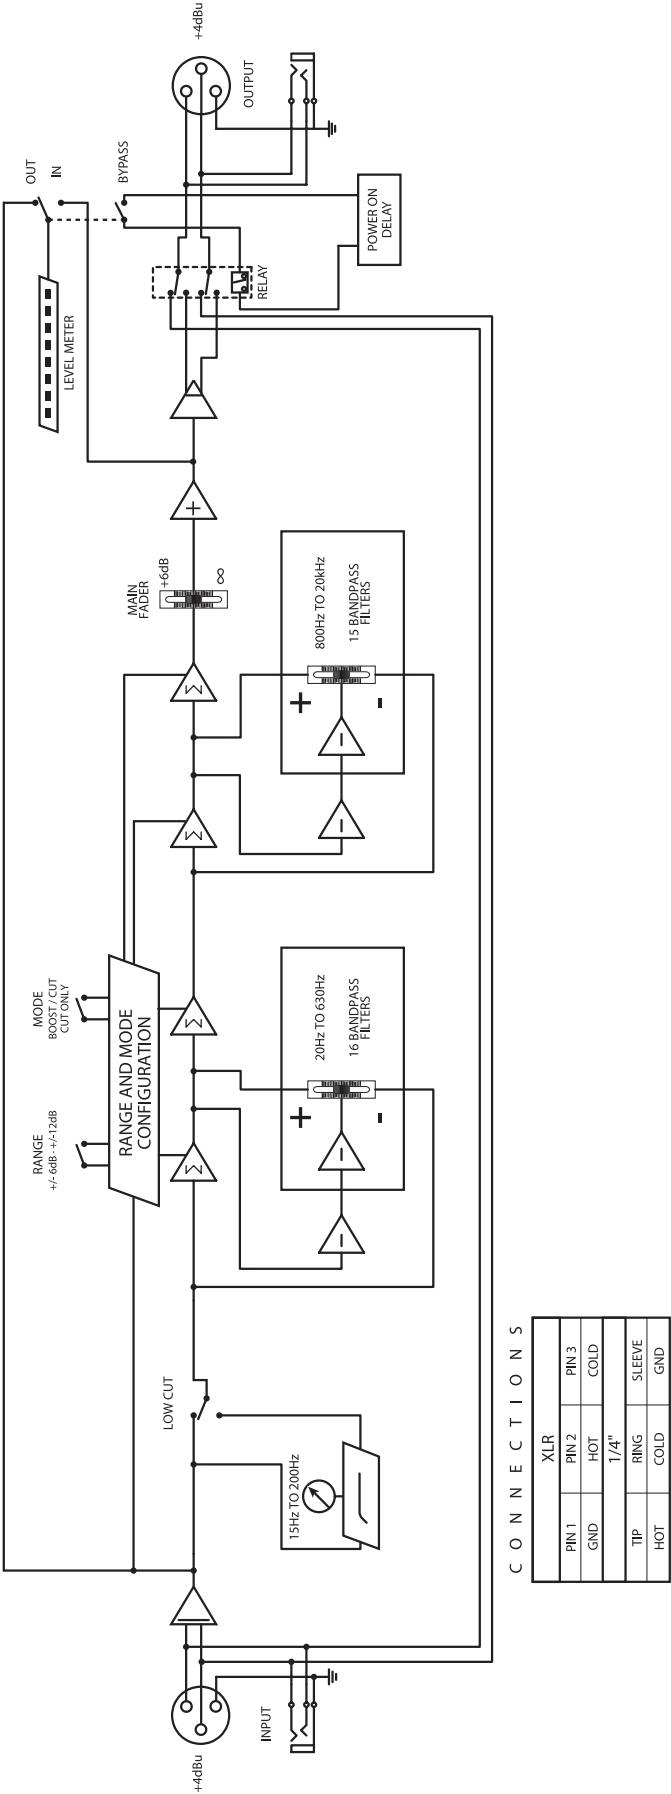 +4dBu
INPUT
15Hz TO 200Hz
LOW CUT
RANGE
+/- 6dB - +/-12dB
MODE
BOOST / CUT
CUT ONLY
RANGE AND MODE
CONFIGURATION
Σ
Σ
+
-
20Hz TO 630Hz
16 BANDPASS
FILTERS
Σ
Σ
+
-
800Hz TO 20kHz
15 BANDPASS
FILTERS
MAIN
FADER
+6dB
∞
+
LEVEL METER
OUT
IN
BYPASS
RELAY
POWER ON
DELAY
OUTPUT
+4dBu
CONNECTIONS
XLR
PIN 1 PIN 2 PIN 3
GND HOT COLD
1/4"
TIP RING SLEEVE
HOT COLD GND